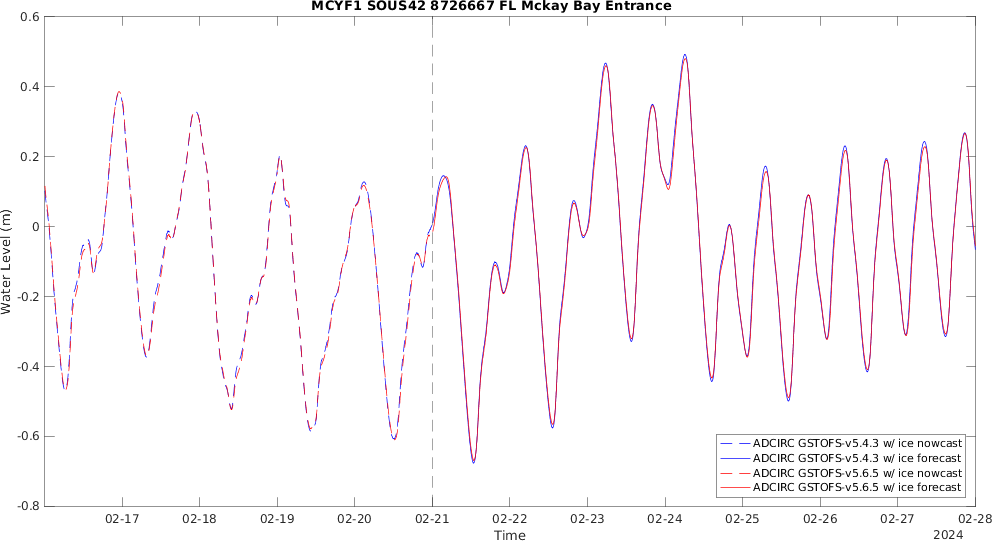 MCYF1 SOUS42 8726667 FL Mckay Bay Entrance
0.6
0.4
0.2
0
-0.2
-0.4
-0.6
-0.8
Water Level (m)
ADCIRC GSTOFS-v5.4.3 w/ ice nowcast
ADCIRC GSTOFS-v5.4.3 w/ ice forecast
ADCIRC GSTOFS-v5.6.5 w/ ice nowcast
ADCIRC GSTOFS-v5.6.5 w/ ice forecast
02-17 02-18 02-19 02-20 02-21 02-22 02-23 02-24 02-25 02-26 02-27 02-28
Time
2024